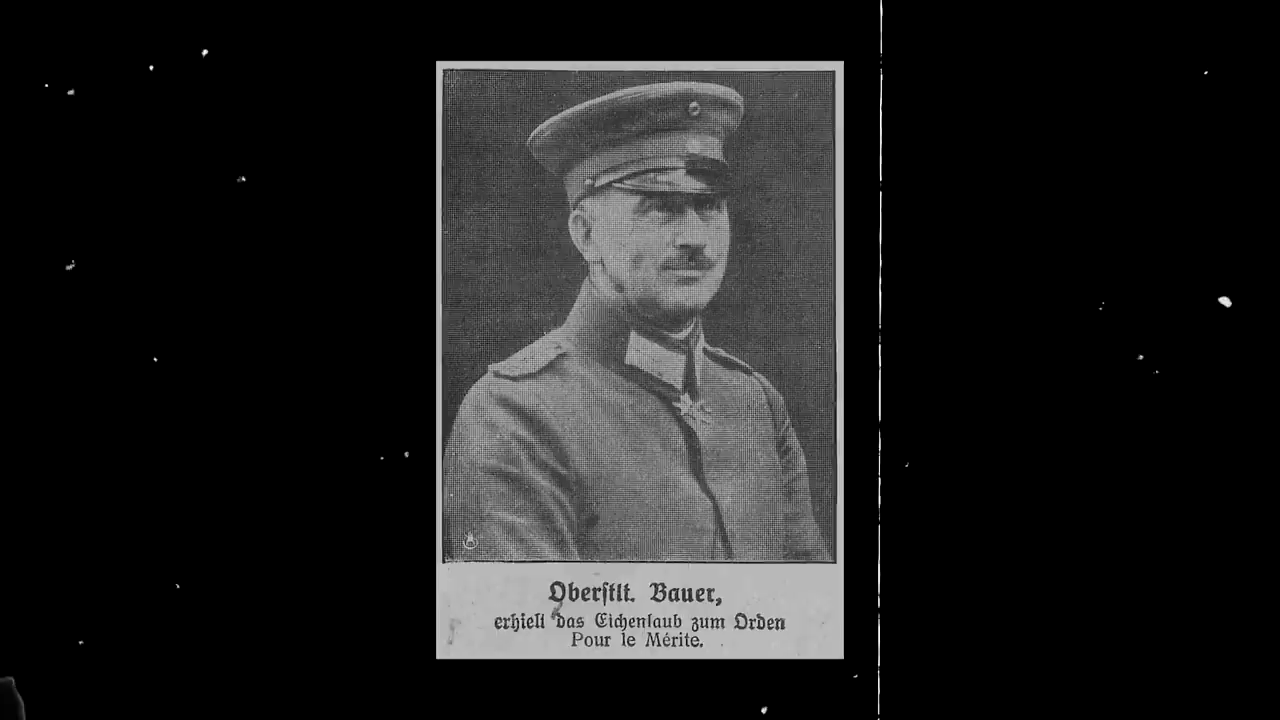 Oberstlt. Bauer,
erhielt das Eichenlaub zum Orden
Pour le Mérite.